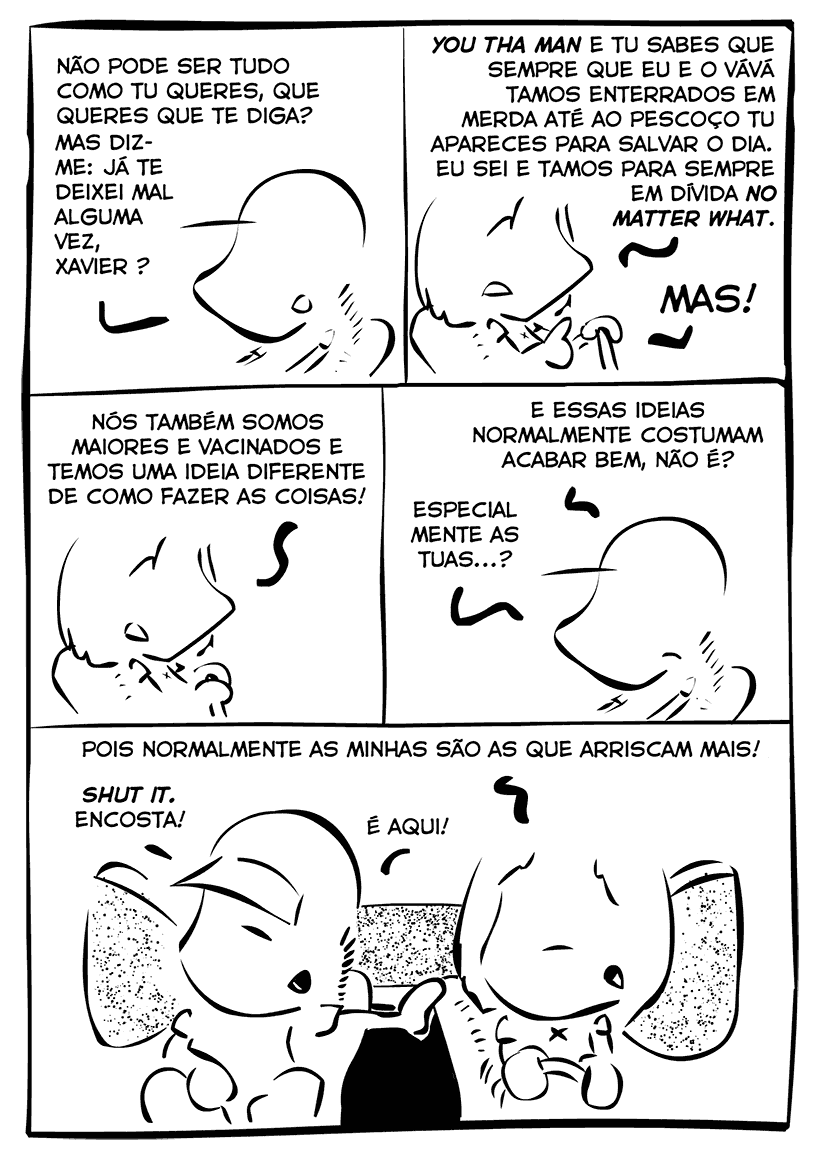 NÃO PODE SER TUDO
COMO TU QUERES, QUE
QUERES QUE TE DIGA?
MAS DIZ-
ME: JÁ TE
DEIXEI MAL
ALGUMA
VEZ,
XAVIER ?
YOU THA MAN E TU SABES QUE
SEMPRE QUE EU E O VÁVÁ
TAMOS ENTERRADOS EM
MERDA ATÉ AO PESCOÇO TU
APARECES PARA SALVAR O DIA.
EU SEI E TAMOS PARA SEMPRE
EM DÍVIDA NO
MATTER WHAT.
MAS!
NÓS TAMBÉM SOMOS
MAIORES E VACINADOS E
TEMOS UMA IDEIA DIFERENTE
DE COMO FAZER AS COISAS!
E ESSAS IDEIAS
NORMALMENTE COSTUMAM
ACABAR BEM, NÃO É?
ESPECIAL
MENTE AS
TUAS...?
POIS NORMALMENTE AS MINHAS SÃO AS QUE ARRISCAM MAIS!
SHUT IT.
ENCOSTA!
É AQUI!